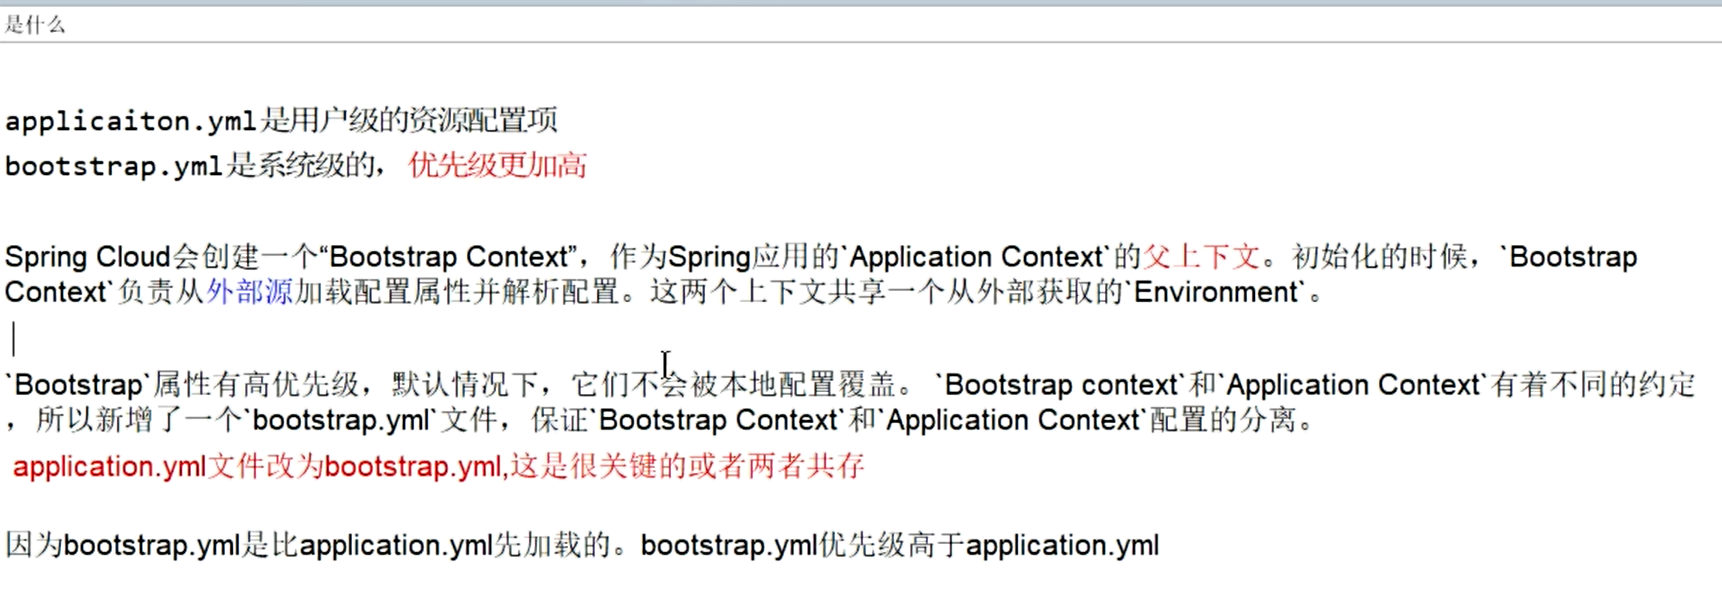 是什么
applicaiton.yml是用户级的资源配置项
bootstrap.yml是系统级的，优先级更加高
Spring Cloud会创建一个“Bootstrap Context”，作为Spring应用的`Application Context`的父上下文。初始化的时候，`Bootstrap
Context`负责从外部源加载配置属性并解析配置。这两个上下文共享一个从外部获取的`Environment`。
`Bootstrap`属性有高优先级，默认情况下，它们不会被本地配置覆盖。 `Bootstrap context`和`Application Context`有着不同的约定
，所以新增了一个`bootstrap.yml`文件，保证`Bootstrap Context`和`Application Context`配置的分离。
application.yml文件改为bootstrap.yml,这是很关键的或者两者共存
因为bootstrap.yml是比application.yml先加载的。bootstrap.yml优先级高于application.yml